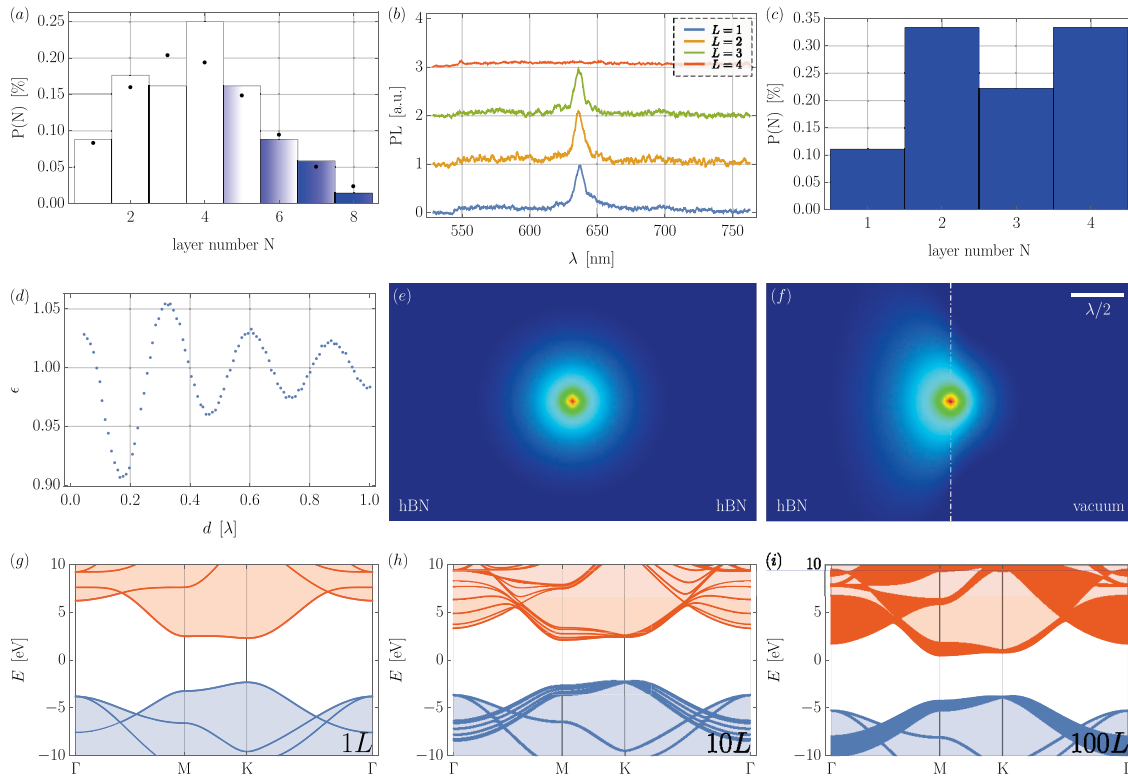 (a)
P(N) [%]
0.25
0.20
0.15
0.10
0.05
0.00
2
4
6
8
layer number N
(b)
PL [a.u.]
4
3
2
1
0
L = 1
L = 2
L = 3
L = 4
550
600
650
700
750
λ [nm]
(c)
P(N) [%]
0.35
0.30
0.25
0.20
0.15
0.10
0.05
0.00
1
2
3
4
layer number N
(d)
ϵ
1.05
1.00
0.95
0.90
0.0
0.2
0.4
0.6
0.8
1.0
d [λ]
(e)
hBN
hBN
(f)
λ/2
hBN
vacuum
(g)
E [eV]
10
5
0
−5
−10
Γ
M
K
Γ
1L
(h)
E [eV]
10
5
0
−5
−10
Γ
M
K
Γ
10L
(i)
E [eV]
10
5
0
−5
−10
Γ
M
K
Γ
100L